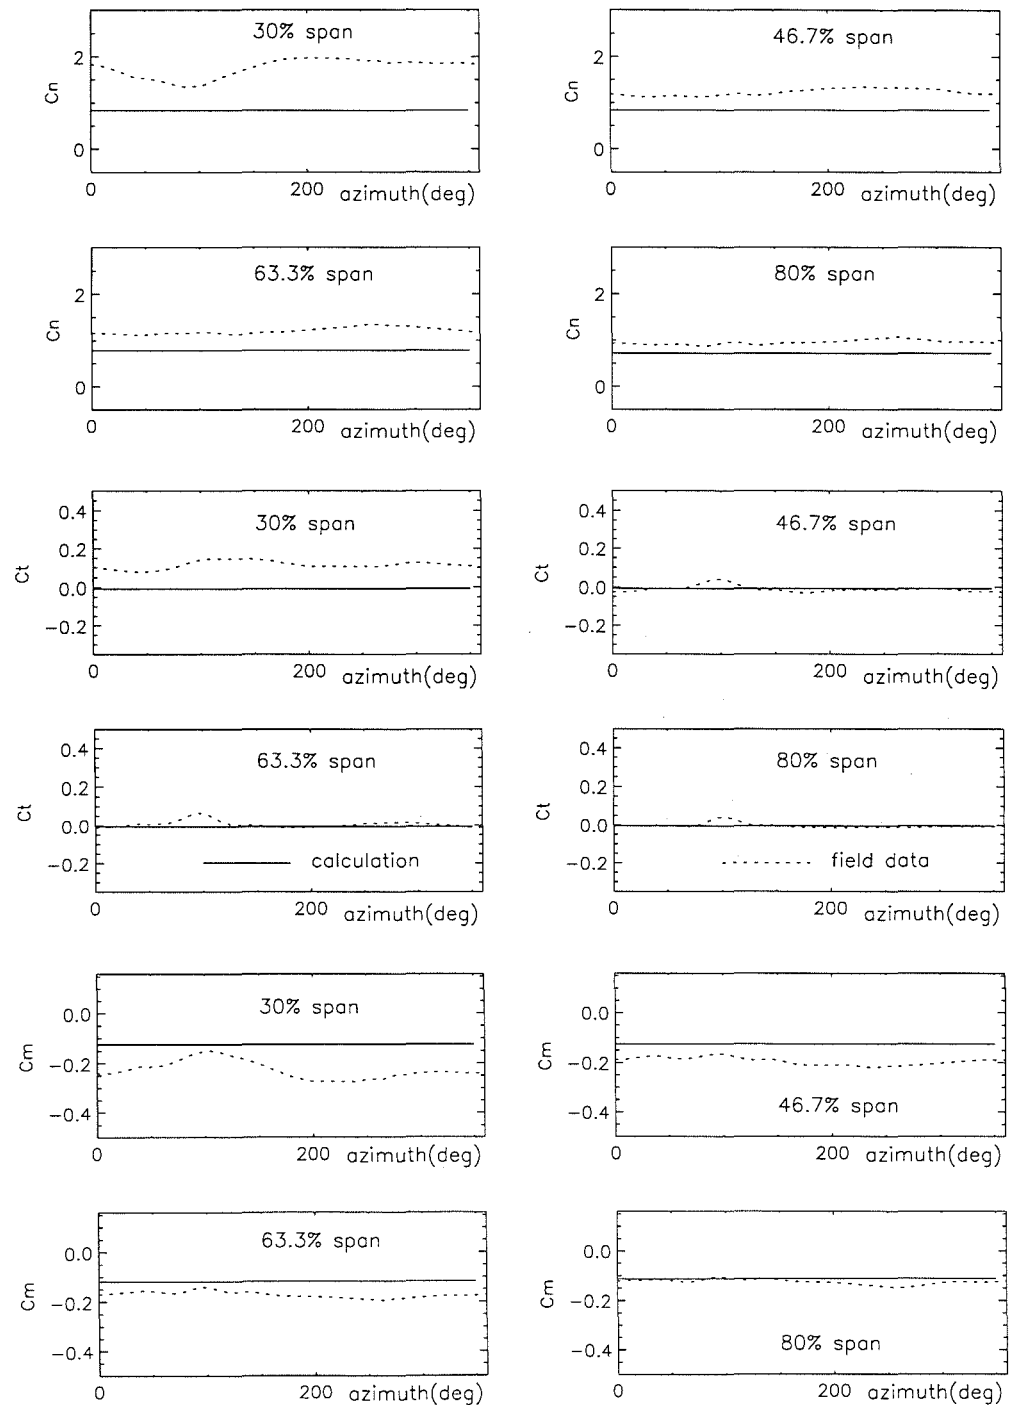 30% span
2
Cn
0
0
200
azimuth(deg)
46.7% span
2
Cn
0
0
200
azimuth(deg)
63.3% span
2
Cn
0
0
200
azimuth(deg)
80% span
2
Cn
0
0
200
azimuth(deg)
30% span
0.4
0.2
Ct
0.0
−0.2
0
200
azimuth(deg)
46.7% span
0.4
0.2
Ct
0.0
−0.2
0
200
azimuth(deg)
63.3% span
0.4
0.2
Ct
0.0
−0.2
calculation
0
200
azimuth(deg)
80% span
0.4
0.2
Ct
0.0
−0.2
field data
0
200
azimuth(deg)
30% span
0.0
Cm
−0.2
−0.4
0
200
azimuth(deg)
0.0
Cm
−0.2
−0.4
46.7% span
0
200
azimuth(deg)
63.3% span
0.0
Cm
−0.2
−0.4
0
200
azimuth(deg)
0.0
Cm
−0.2
−0.4
80% span
0
200
azimuth(deg)